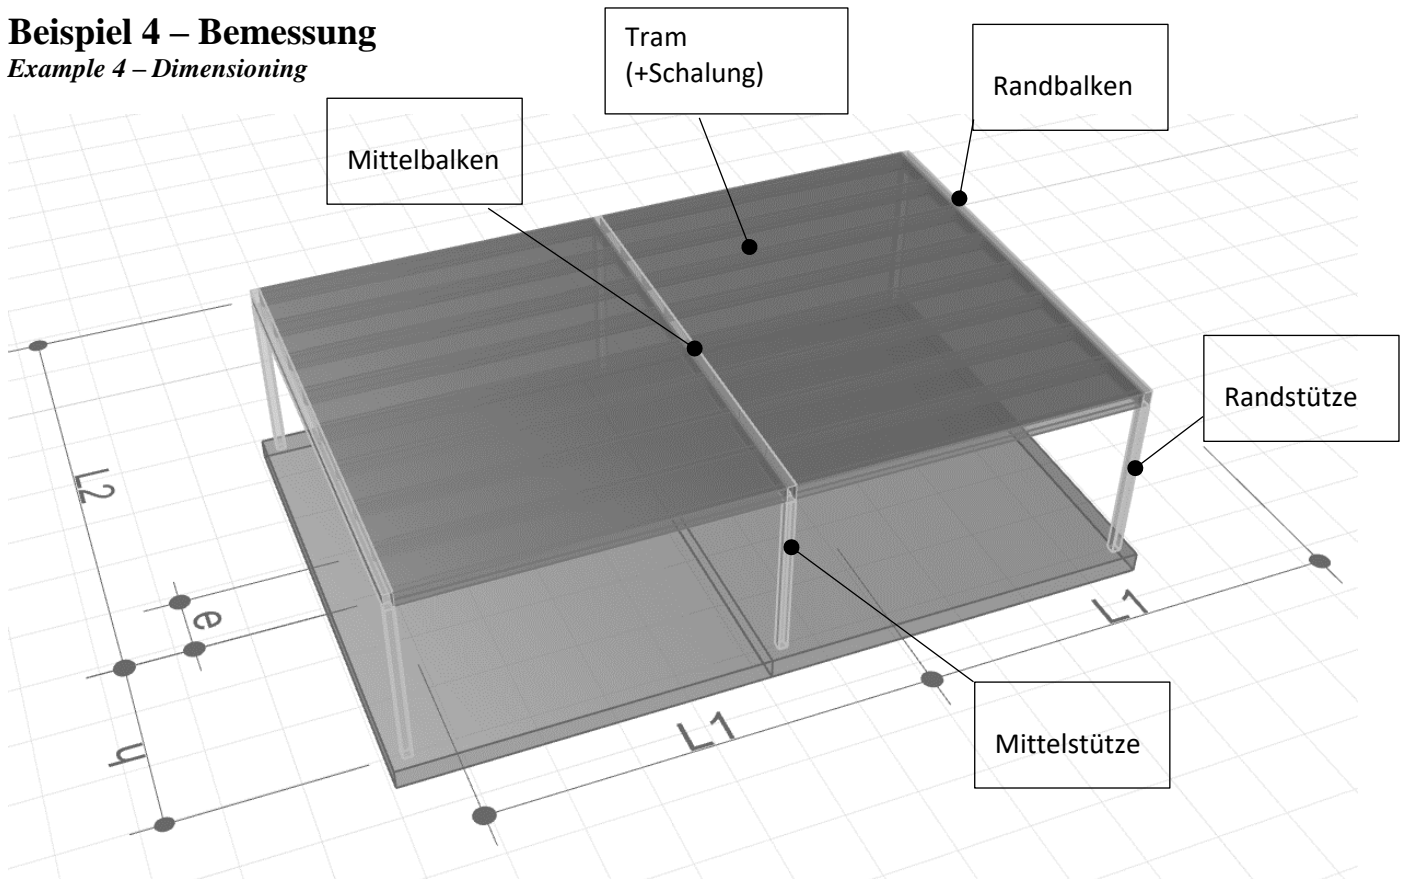 Beispiel 4 – Bemessung
Example 4 – Dimensioning
Tram
(+Schalung)
Randbalken
Mittelbalken
Randstütze
L2
e
L1
h
L1
Mittelstütze